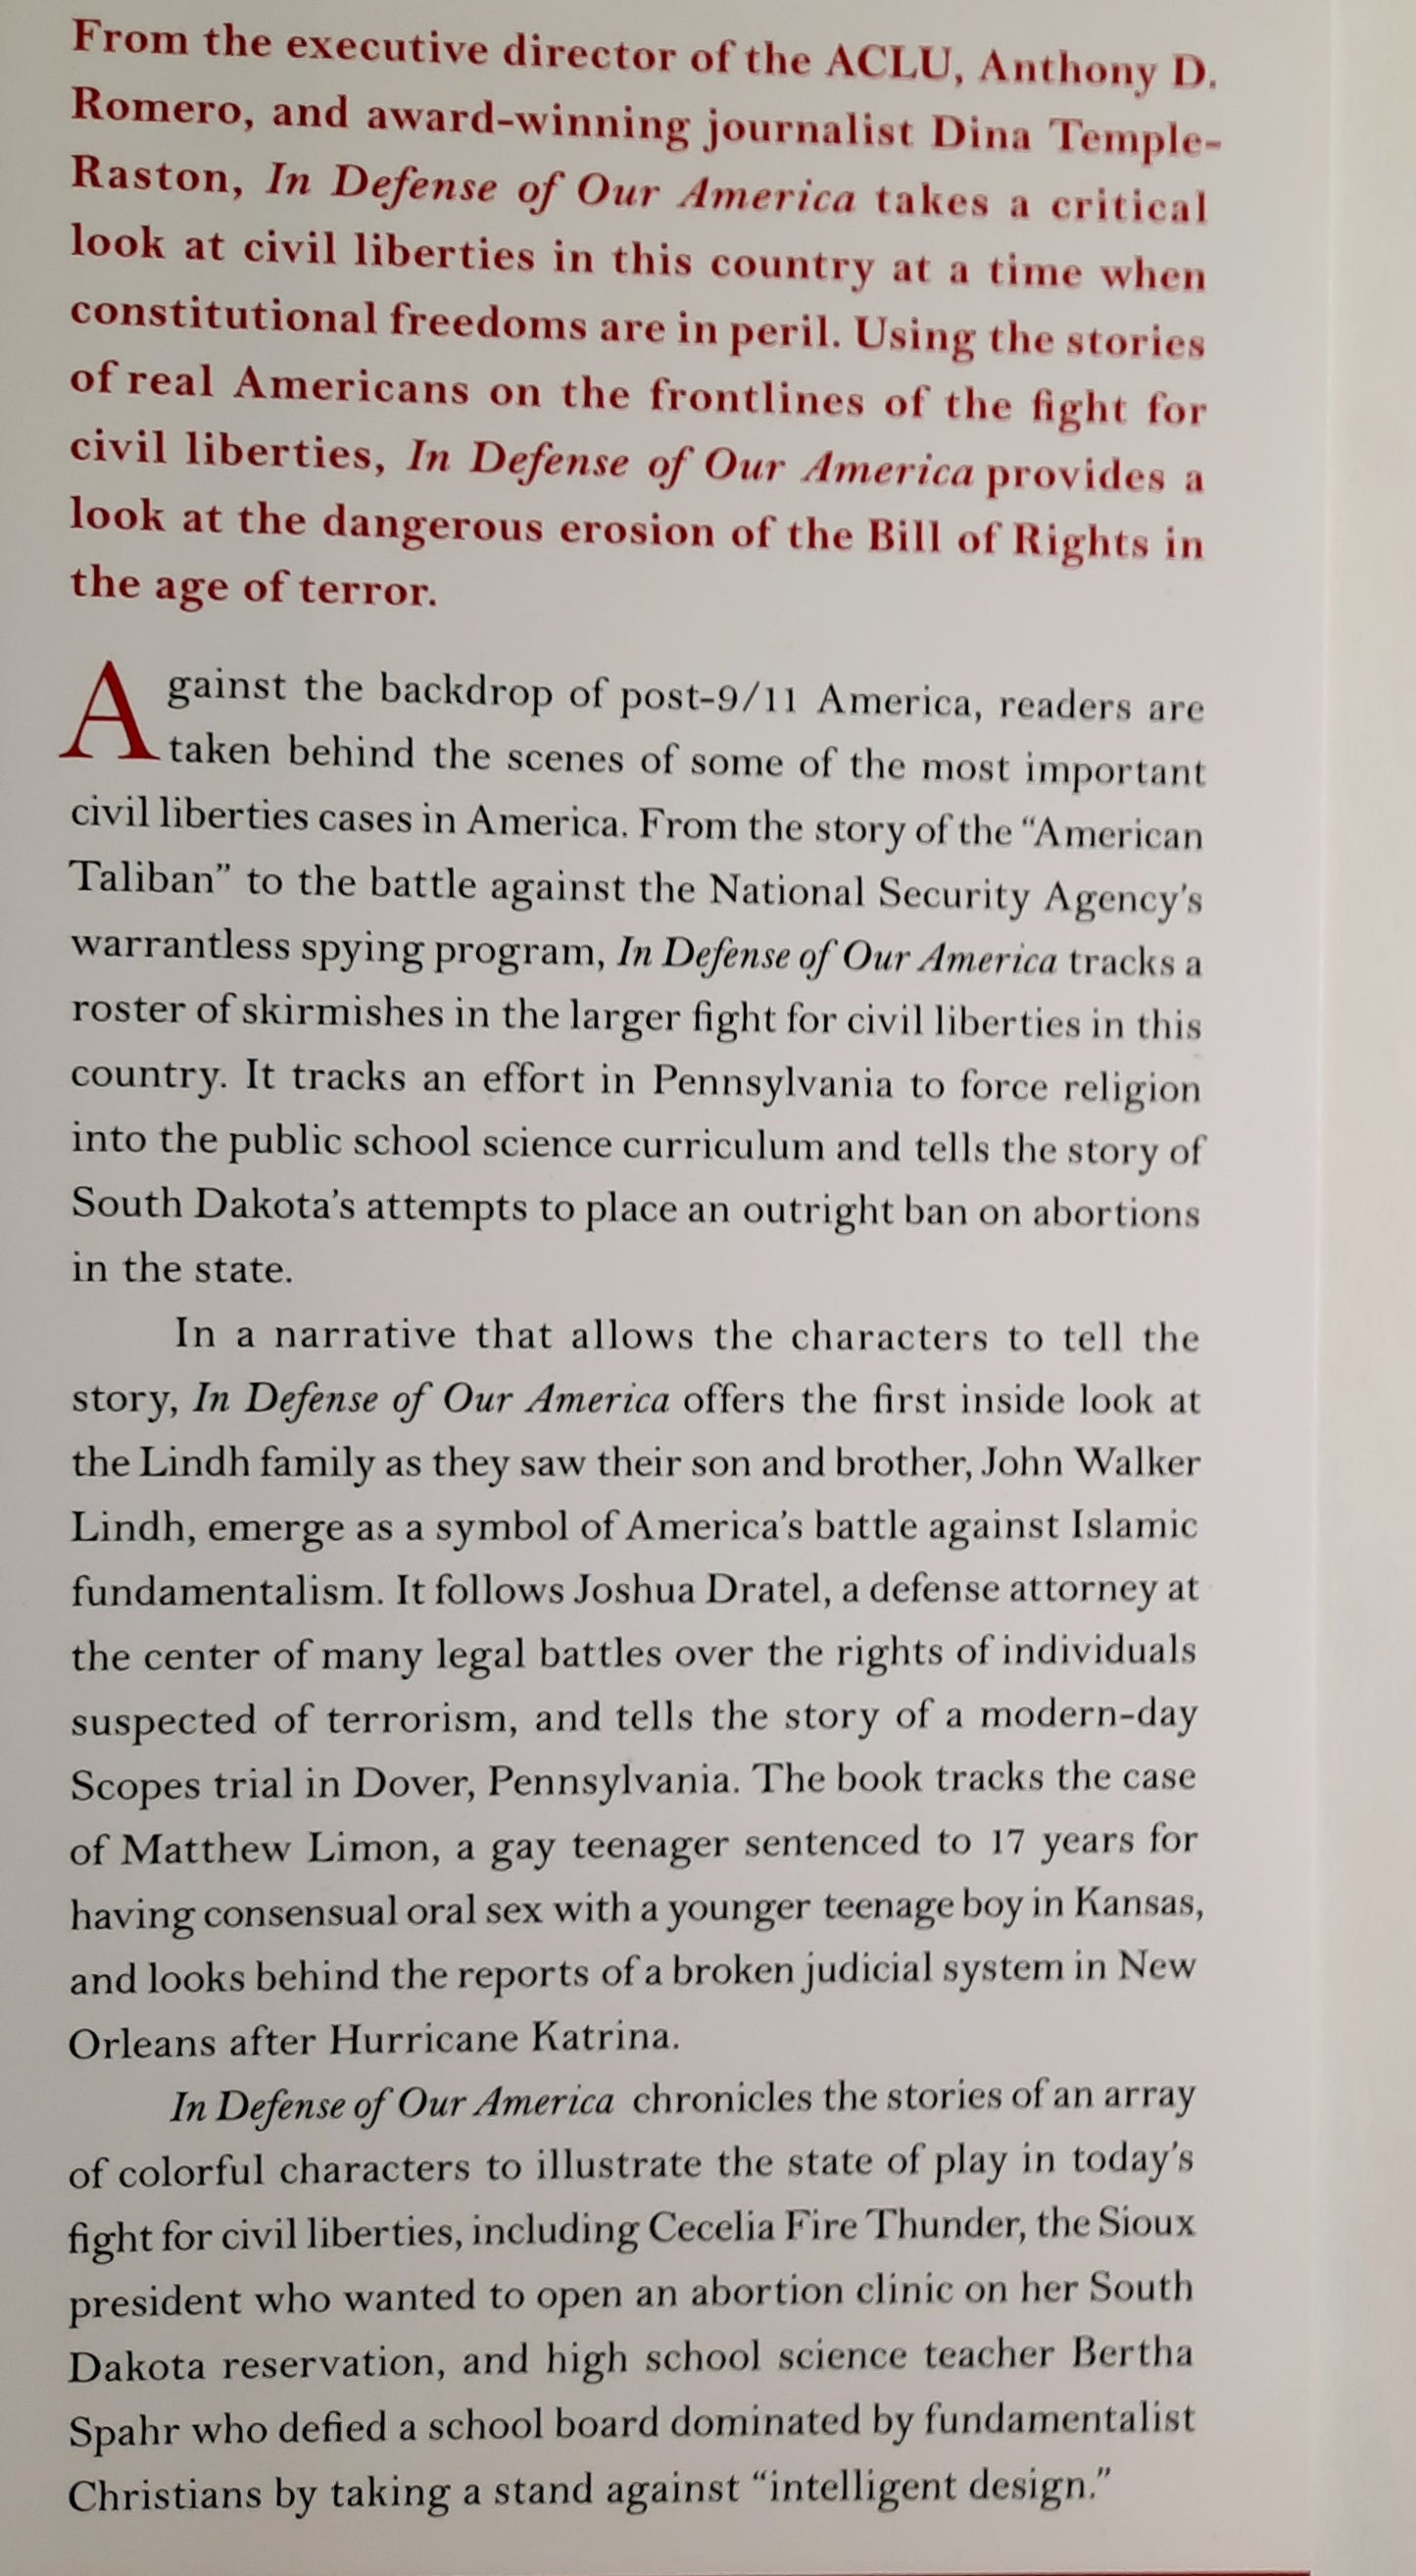 From the executive director of the ACLU, Anthony D.
Romero, and award-winning journalist Dina Temple-
Raston, In Defense of Our America takes a critical
look at civil liberties in this country at a time when
constitutional freedoms are in peril. Using the stories
of real Americans on the frontlines of the fight for
civil liberties, In Defense of Our America provides a
look at the dangerous erosion of the Bill of Rights in
the age of terror.
Against the backdrop of post-9/11 America, readers are
taken behind the scenes of some of the most important
civil liberties cases in America. From the story of the “American
Taliban” to the battle against the National Security Agency’s
warrantless spying program, In Defense of Our America tracks a
roster of skirmishes in the larger fight for civil liberties in this
country. It tracks an effort in Pennsylvania to force religion
into the public school science curriculum and tells the story of
South Dakota’s attempts to place an outright ban on abortions
in the state.
In a narrative that allows the characters to tell the
story, In Defense of Our America offers the first inside look at
the Lindh family as they saw their son and brother, John Walker
Lindh, emerge as a symbol of America’s battle against Islamic
fundamentalism. It follows Joshua Dratel, a defense attorney at
the center of many legal battles over the rights of individuals
suspected of terrorism, and tells the story of a modern-day
Scopes trial in Dover, Pennsylvania. The book tracks the case
of Matthew Limon, a gay teenager sentenced to 17 years for
having consensual oral sex with a younger teenage boy in Kansas,
and looks behind the reports of a broken judicial system in New
Orleans after Hurricane Katrina.
In Defense of Our America chronicles the stories of an array
of colorful characters to illustrate the state of play in today’s
fight for civil liberties, including Cecelia Fire Thunder, the Sioux
president who wanted to open an abortion clinic on her South
Dakota reservation, and high school science teacher Bertha
Spahr who defied a school board dominated by fundamentalist
Christians by taking a stand against “intelligent design.”